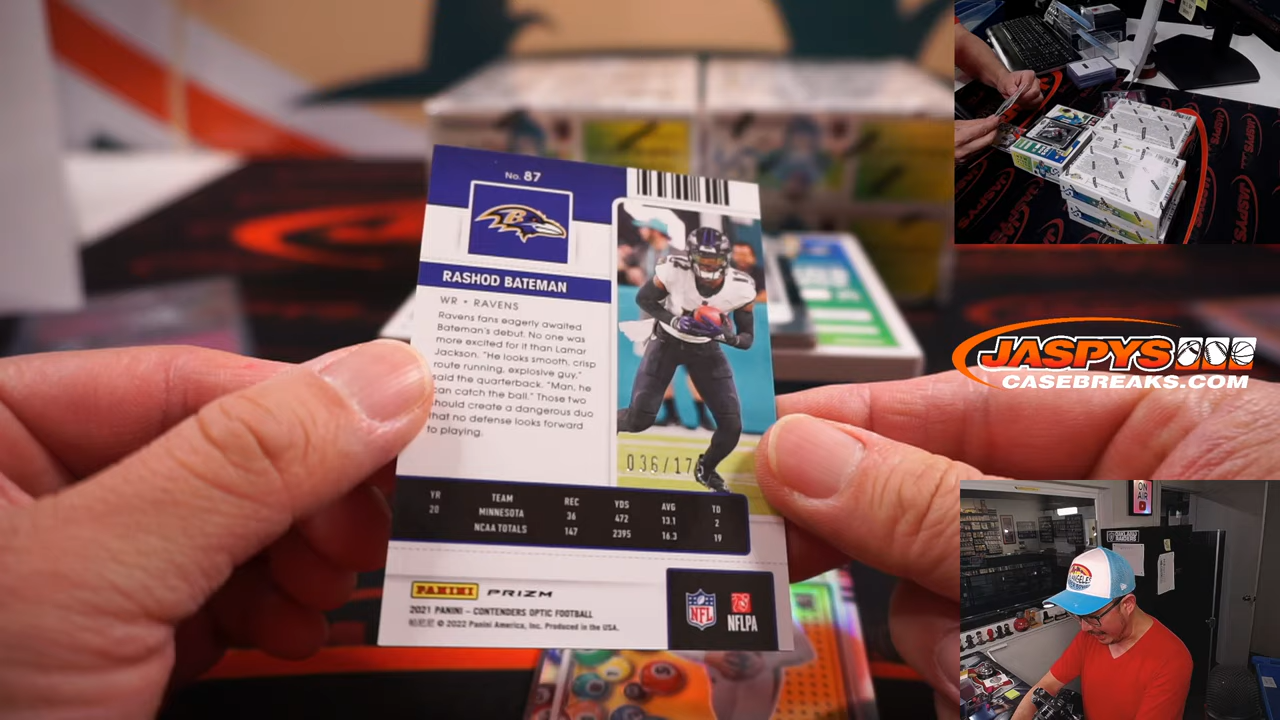 No. 87
RASHOD BATEMAN
WR • RAVENS
Ravens fans eagerly awaited
Bateman's debut. No one was
more excited for it than Lamar
Jackson. "He looks smooth, crisp
route running, explosive guy,"
said the quarterback. "Man, he
can catch the ball." Those two
should create a dangerous duo
that no defense looks forward
to playing.
036/17
YR TEAM REC YDS AVG TD
20 MINNESOTA 36 472 13.1 2
NCAA TOTALS 147 2395 16.3 19
PANINI PRIZM
2021 PANINI – CONTENDERS OPTIC FOOTBALL
© 2022 Panini America, Inc. Produced in the USA.
NFL
NFLPA
JASPYS
CASEBREAKS.COM
JASPYS
ON
AIR